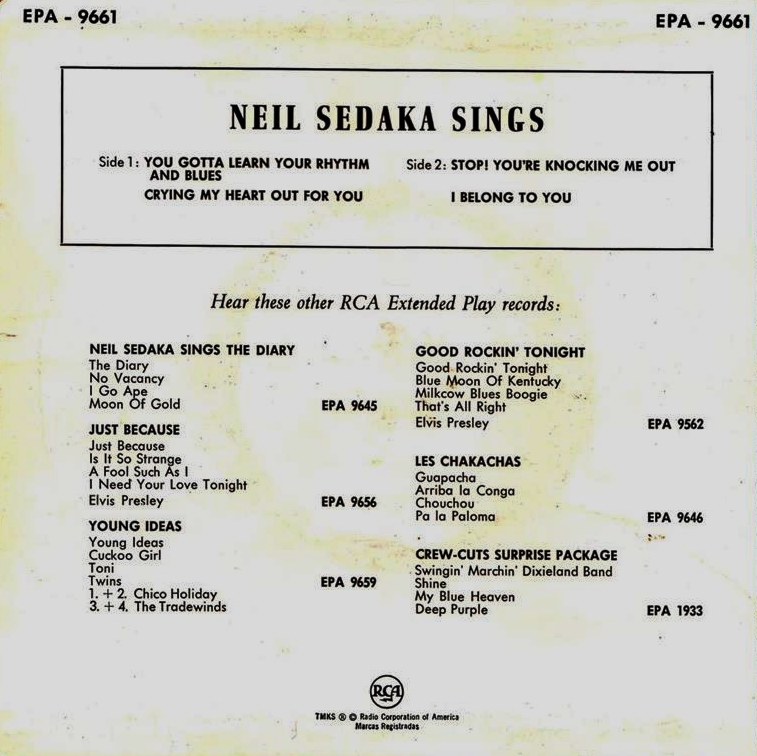 EPA - 9661
EPA - 9661
NEIL SEDAKA SINGS
Side 1: YOU GOTTA LEARN YOUR RHYTHM
AND BLUES
CRYING MY HEART OUT FOR YOU
Side 2: STOP! YOU'RE KNOCKING ME OUT
I BELONG TO YOU
Hear these other RCA Extended Play records:
NEIL SEDAKA SINGS THE DIARY
The Diary
No Vacancy
I Go Ape
Moon Of Gold EPA 9645
JUST BECAUSE
Just Because
Is It So Strange
A Fool Such As I
I Need Your Love Tonight
Elvis Presley EPA 9656
YOUNG IDEAS
Young Ideas
Cuckoo Girl
Toni
Twins EPA 9659
1. + 2. Chico Holiday
3. + 4. The Tradewinds
GOOD ROCKIN' TONIGHT
Good Rockin' Tonight
Blue Moon Of Kentucky
Milkcow Blues Boogie
That's All Right
Elvis Presley EPA 9562
LES CHAKACHAS
Guapacha
Arriba la Conga
Chouchou
Pa la Paloma EPA 9646
CREW-CUTS SURPRISE PACKAGE
Swingin' Marchin' Dixieland Band
Shine
My Blue Heaven
Deep Purple EPA 1933
RCA
TMKS ® © Radio Corporation of America
Marcas Registradas